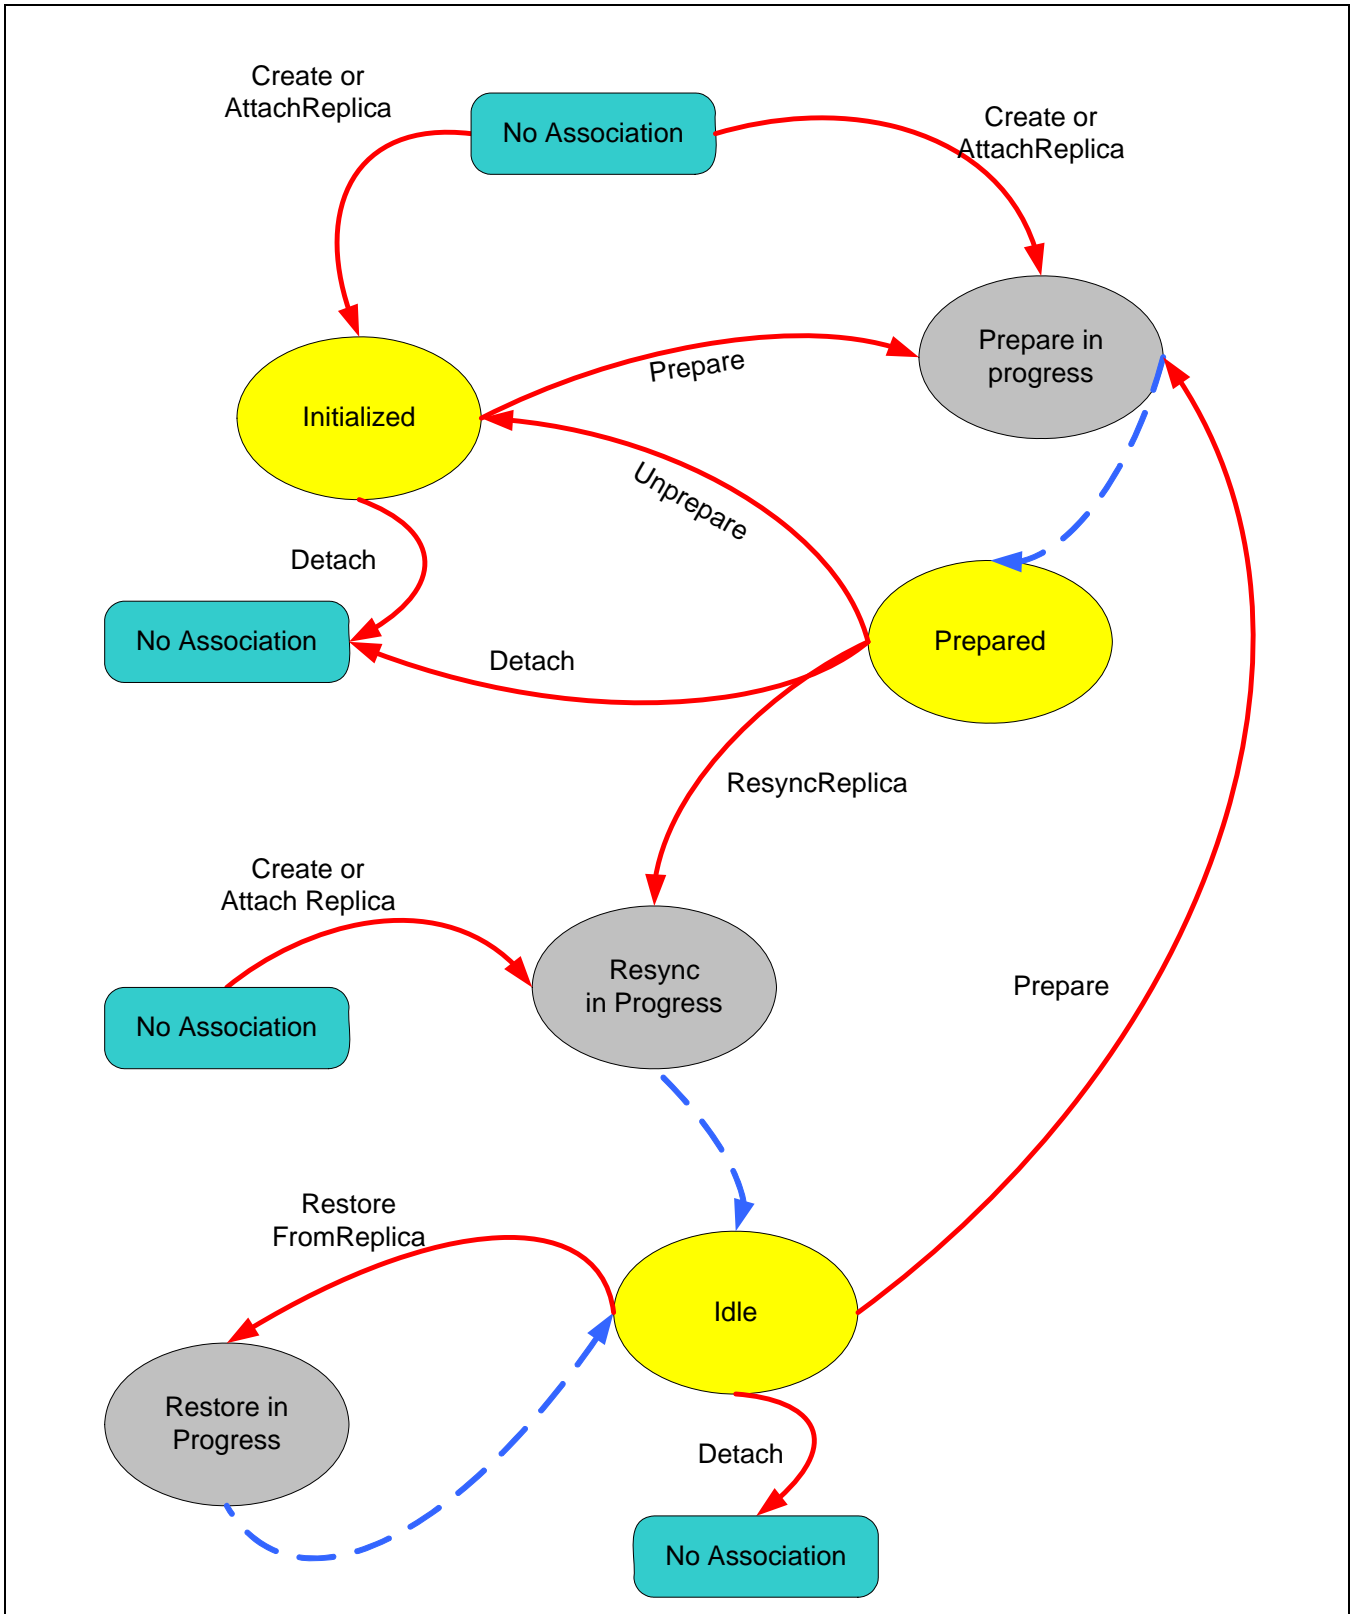 Create or
AttachReplica
No Association
Create or
AttachReplica
Prepare in
progress
Prepare
Initialized
Unprepare
Detach
No Association
Detach
Prepared
ResyncReplica
Create or
Attach Replica
Resync
in Progress
Prepare
No Association
Restore
FromReplica
Idle
Restore in
Progress
Detach
No Association